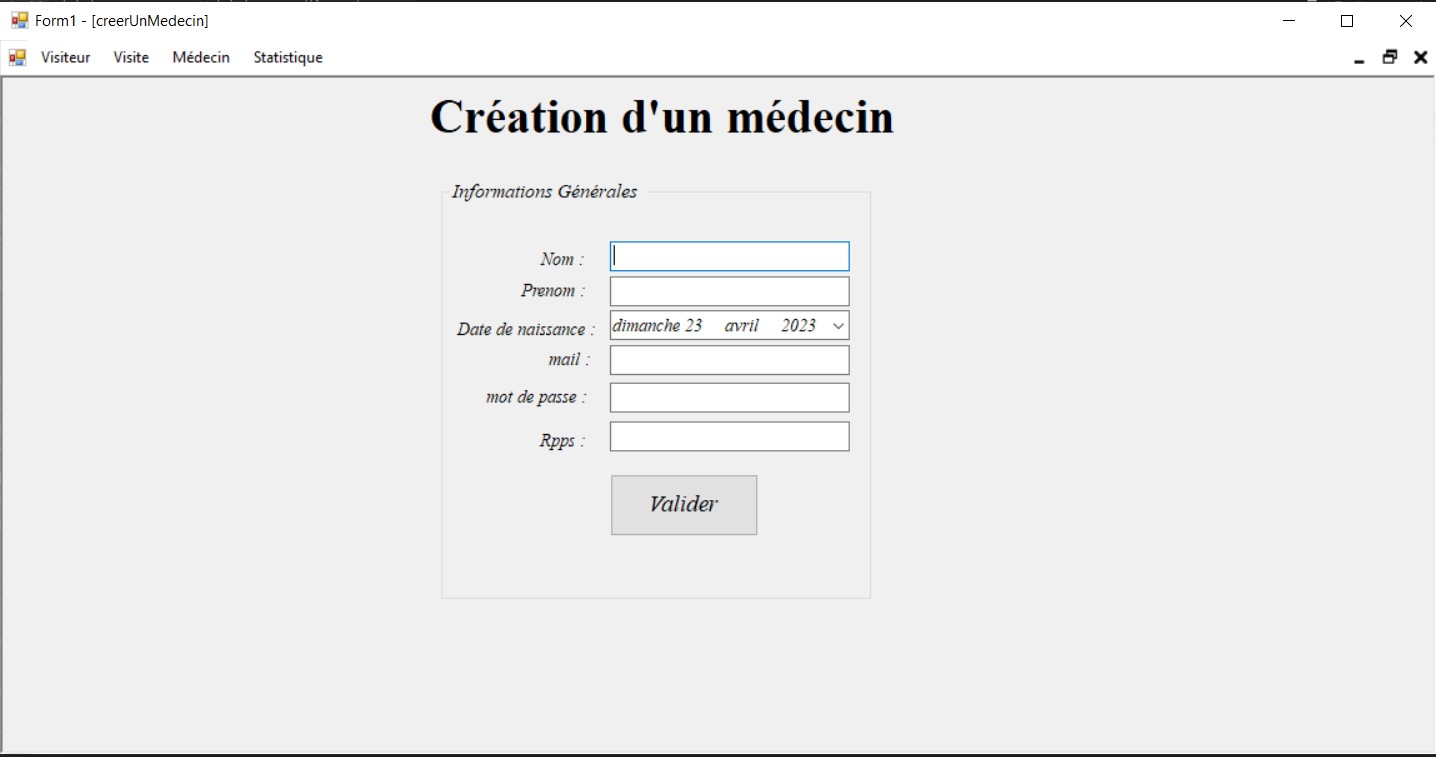 Form1 - [creerUnMedecin]
Visiteur Visite Médecin Statistique
Création d'un médecin
Informations Générales
Nom :
Prenom :
Date de naissance : dimanche 23 avril 2023
mail :
mot de passe :
Rpps :
Valider